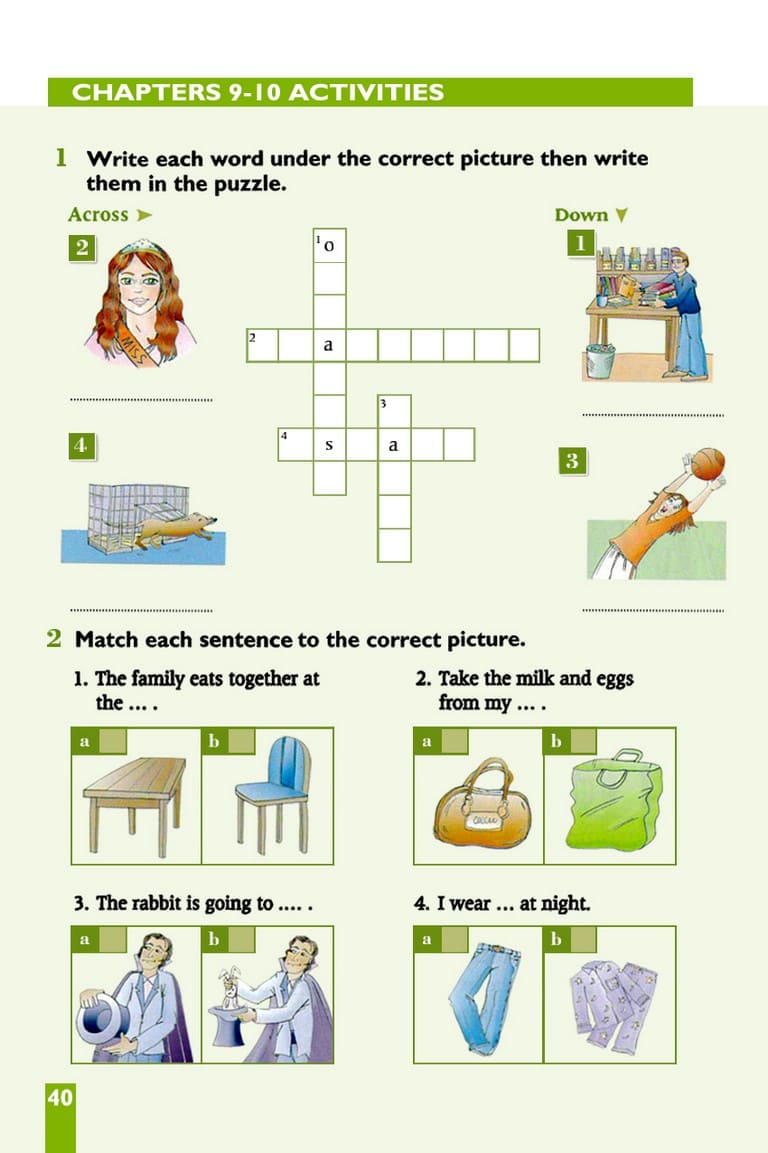 CHAPTERS 9-10 ACTIVITIES
1 Write each word under the correct picture then write
them in the puzzle.
Across ➤
Down
2
1
1 o
MISS
2 a
3
4 s a
4
3
2 Match each sentence to the correct picture.
1. The family eats together at
the ... .
2. Take the milk and eggs
from my ... .
a b
a b
3. The rabbit is going to .... .
4. I wear ... at night.
a b
a b
40